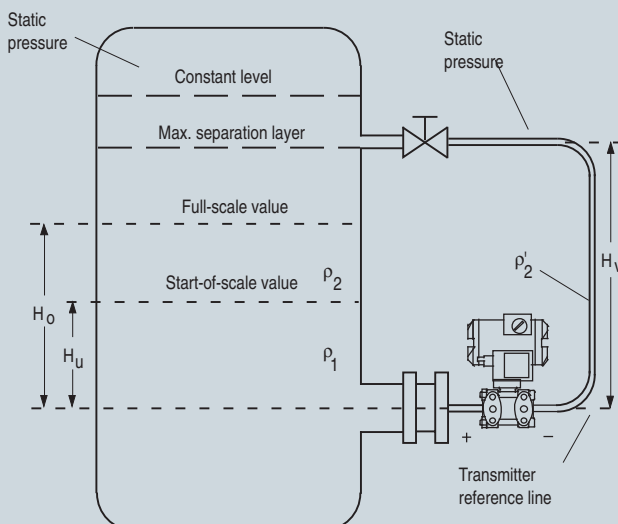 Static
pressure
Static
pressure
Constant level
Max. separation layer
Full-scale value
Start-of-scale value
ρ2
ρ'2
Hv
Ho
Hu
ρ1
+
−
Transmitter
reference line